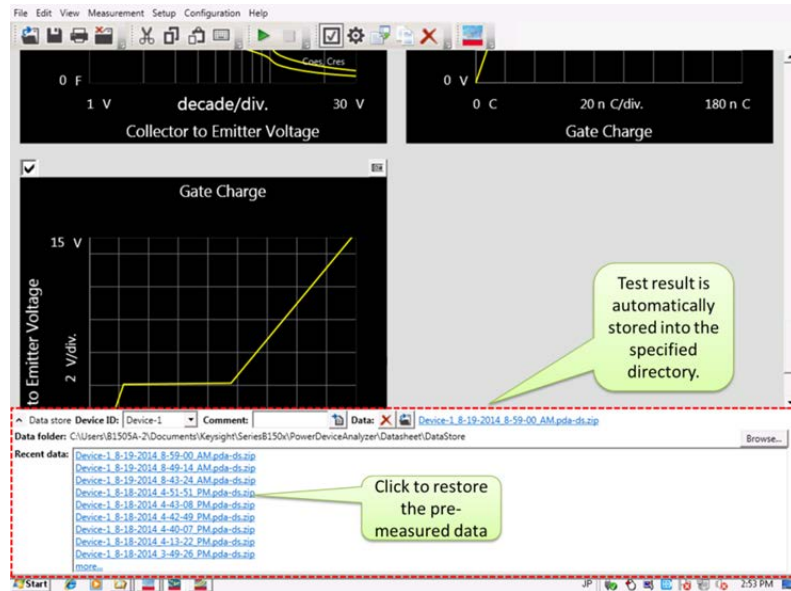 File Edit View Measurement Setup Configuration Help
Coes, Cres
0 F
1 V decade/div. 30 V
Collector to Emitter Voltage
0 V
0 C 20 n C/div. 180 n C
Gate Charge
Gate Charge
15 V
to Emitter Voltage
2 V/div.
Test result is
automatically
stored into the
specified
directory.
Data store Device ID: Device-1 Comment: Data: Device-1_8-19-2014_8-59-00_AM.pda-ds.zip
Data folder: C:\Users\B1505A-2\Documents\Keysight\SeriesB150x\PowerDeviceAnalyzer\Datasheet\DataStore Browse...
Recent data: Device-1_8-19-2014_8-59-00_AM.pda-ds.zip
Device-1_8-19-2014_8-49-14_AM.pda-ds.zip
Device-1_8-19-2014_8-43-24_AM.pda-ds.zip
Device-1_8-18-2014_4-51-51_PM.pda-ds.zip
Device-1_8-18-2014_4-43-08_PM.pda-ds.zip
Device-1_8-18-2014_4-42-49_PM.pda-ds.zip
Device-1_8-18-2014_4-40-07_PM.pda-ds.zip
Device-1_8-18-2014_4-13-22_PM.pda-ds.zip
Device-1_8-18-2014_3-49-26_PM.pda-ds.zip
more...
Click to restore
the pre-
measured data
Start JP 2:53 PM